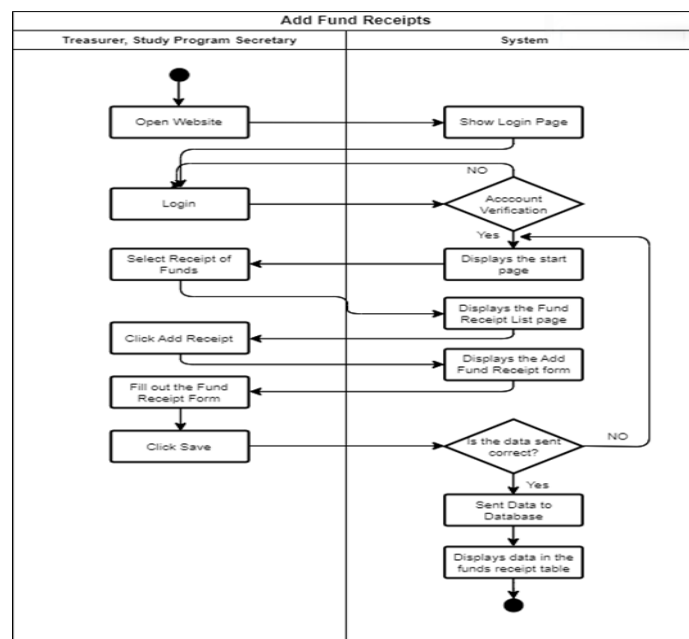 Add Fund Receipts
Treasurer, Study Program Secretary
System
Open Website
Show Login Page
NO
Login
Acccount
Verification
Yes
Select Receipt of
Funds
Displays the start
page
Displays the Fund
Receipt List page
Click Add Receipt
Displays the Add
Fund Receipt form
Fill out the Fund
Receipt Form
Click Save
Is the data sent
correct?
NO
Yes
Sent Data to
Database
Displays data in the
funds receipt table